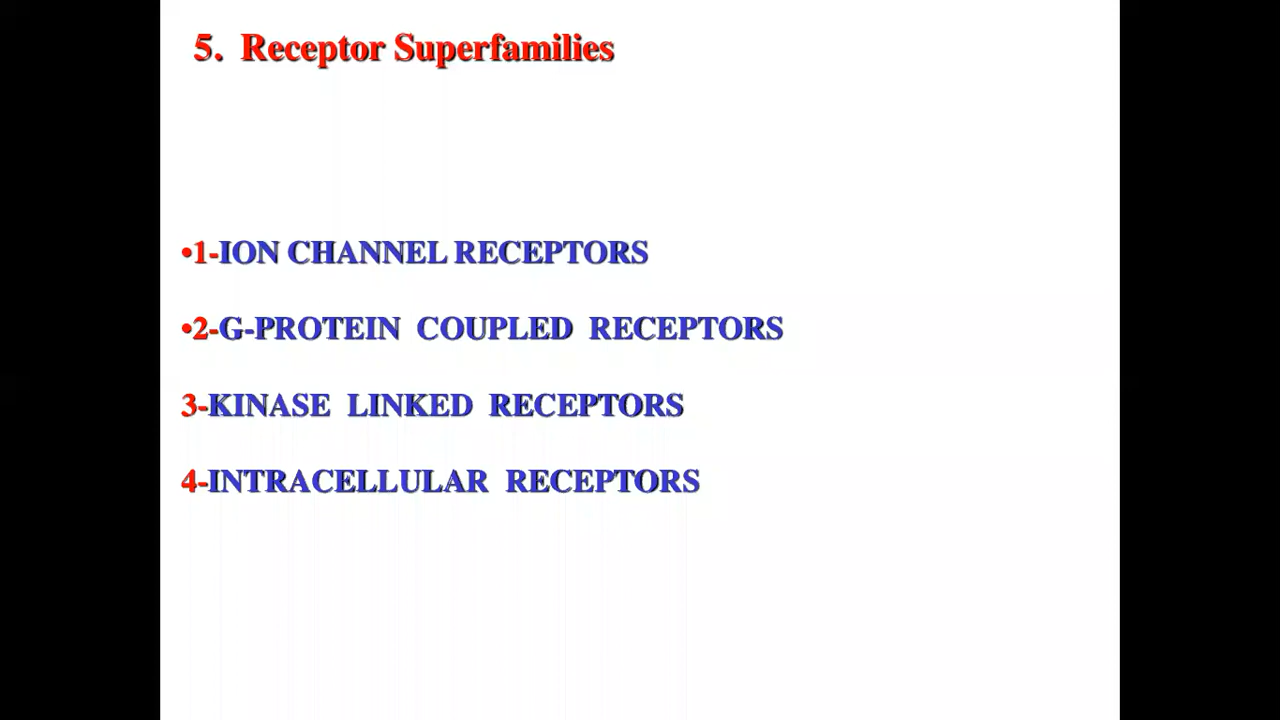 5. Receptor Superfamilies
•1-ION CHANNEL RECEPTORS
•2-G-PROTEIN COUPLED RECEPTORS
3-KINASE LINKED RECEPTORS
4-INTRACELLULAR RECEPTORS